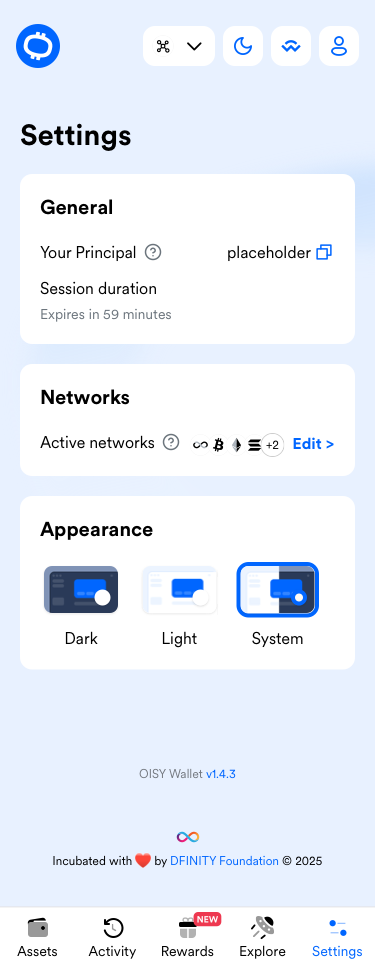 Settings
General
Your Principal placeholder
Session duration
Expires in 59 minutes
Networks
Active networks +2 Edit >
Appearance
Dark Light System
OISY Wallet v1.4.3
Incubated with ❤️ by DFINITY Foundation © 2025
NEW
Assets Activity Rewards Explore Settings